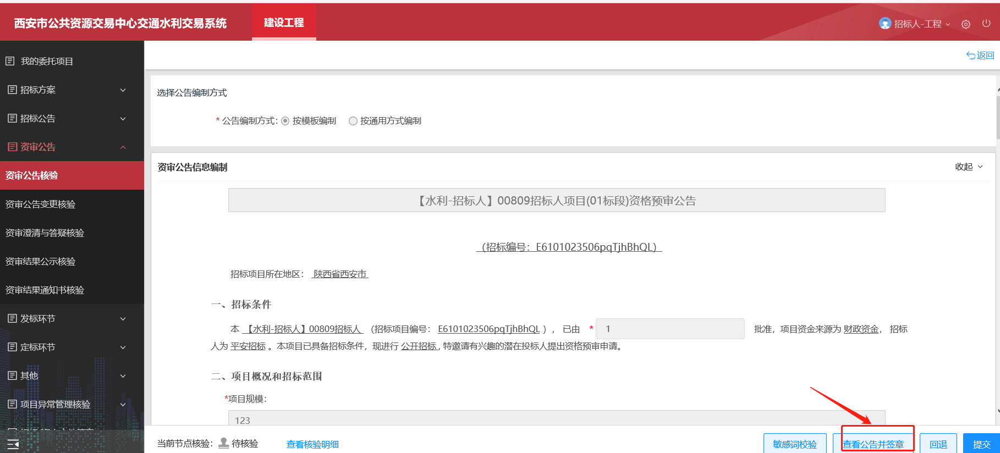 西安市公共资源交易中心交通水利交易系统
建设工程
招标人-工程
返回
我的委托项目
招标方案
招标公告
资审公告
资审公告核验
资审公告变更核验
资审澄清与答疑核验
资审结果公示核验
资审结果通知书核验
发标环节
定标环节
其他
项目异常管理核验
选择公告编制方式
* 公告编制方式： 按模板编制 按通用方式编制
资审公告信息编制
收起
【水利-招标人】00809招标人项目(01标段)资格预审公告
（招标编号：E6101023506pqTjhBhQL）
招标项目所在地区： 陕西省西安市
一、招标条件
本 【水利-招标人】00809招标人 （招标项目编号： E6101023506pqTjhBhQL ），已由 * 1 批准，项目资金来源为 财政资金， 招标
人为 平安招标 。本项目已具备招标条件，现进行 公开招标 , 特邀请有兴趣的潜在投标人提出资格预审申请。
二、项目概况和招标范围
*项目规模：
123
当前节点核验： 待核验 查看核验明细
敏感词校验
查看公告并签章
回退
提交